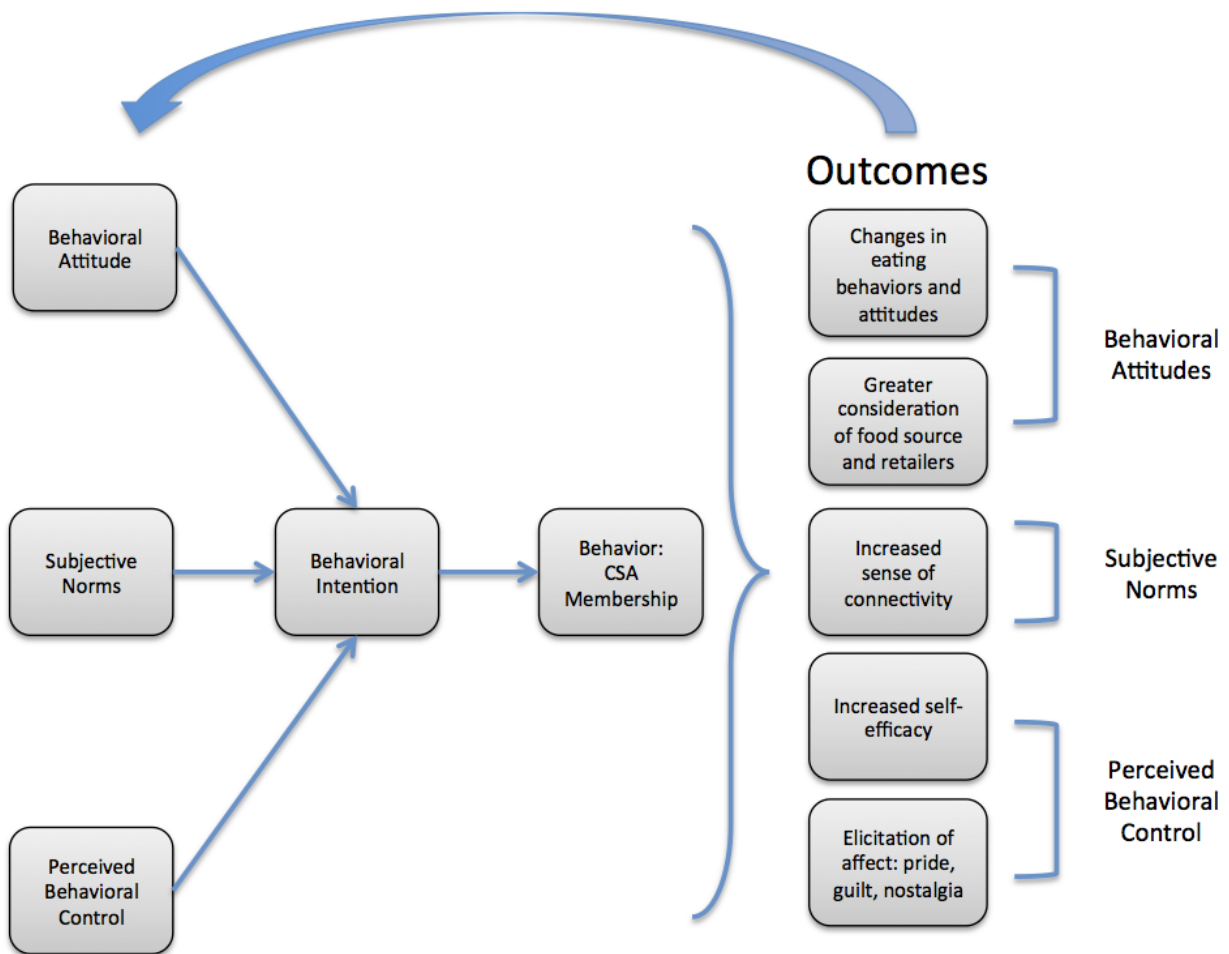 Outcomes
Behavioral
Attitude
Subjective
Norms
Perceived
Behavioral
Control
Behavioral
Intention
Behavior:
CSA
Membership
Changes in
eating
behaviors and
attitudes
Greater
consideration
of food source
and retailers
Increased
sense of
connectivity
Increased self-
efficacy
Elicitation of
affect: pride,
guilt, nostalgia
Behavioral
Attitudes
Subjective
Norms
Perceived
Behavioral
Control